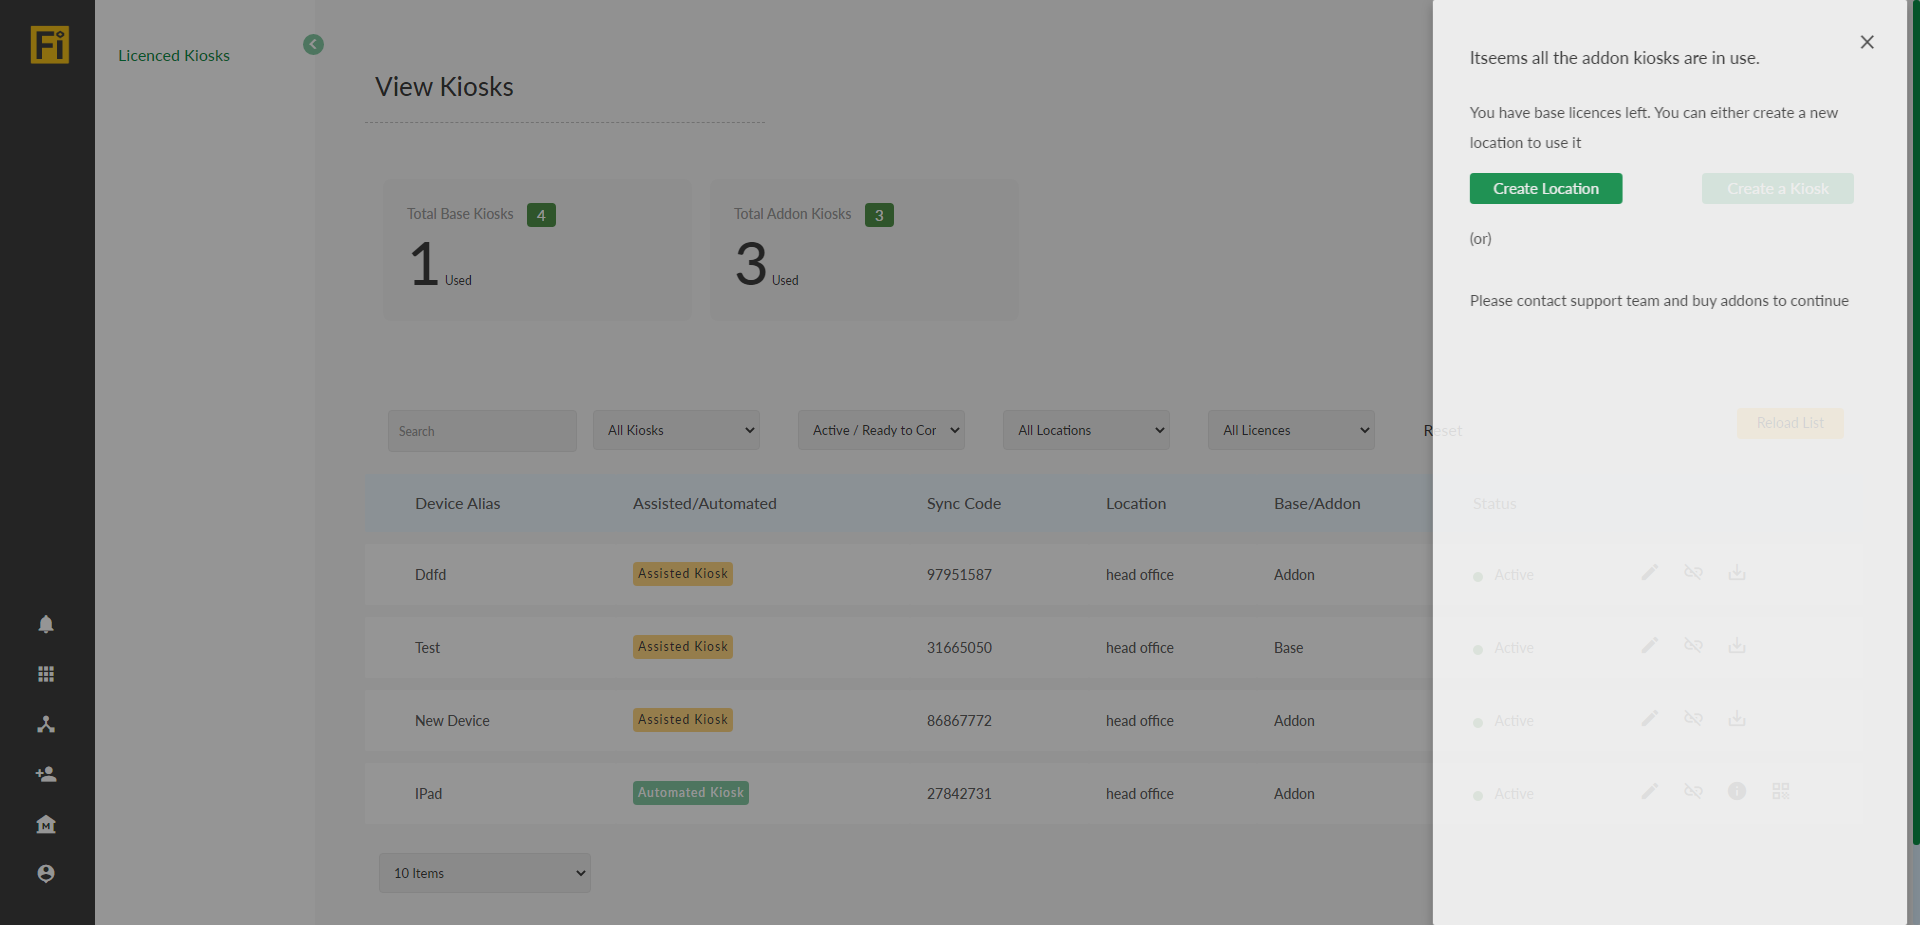 Fi
Licenced Kiosks
View Kiosks
Total Base Kiosks 4
1 Used
Total Addon Kiosks 3
3 Used
Search
All Kiosks
Active / Ready to Cor
All Locations
All Licences
Reset
Reload List
Device Alias Assisted/Automated Sync Code Location Base/Addon Status
Ddfd Assisted Kiosk 97951587 head office Addon Active
Test Assisted Kiosk 31665050 head office Base Active
New Device Assisted Kiosk 86867772 head office Addon Active
IPad Automated Kiosk 27842731 head office Addon Active
10 Items
Itseems all the addon kiosks are in use.
You have base licences left. You can either create a new
location to use it
Create Location
Create a Kiosk
(or)
Please contact support team and buy addons to continue